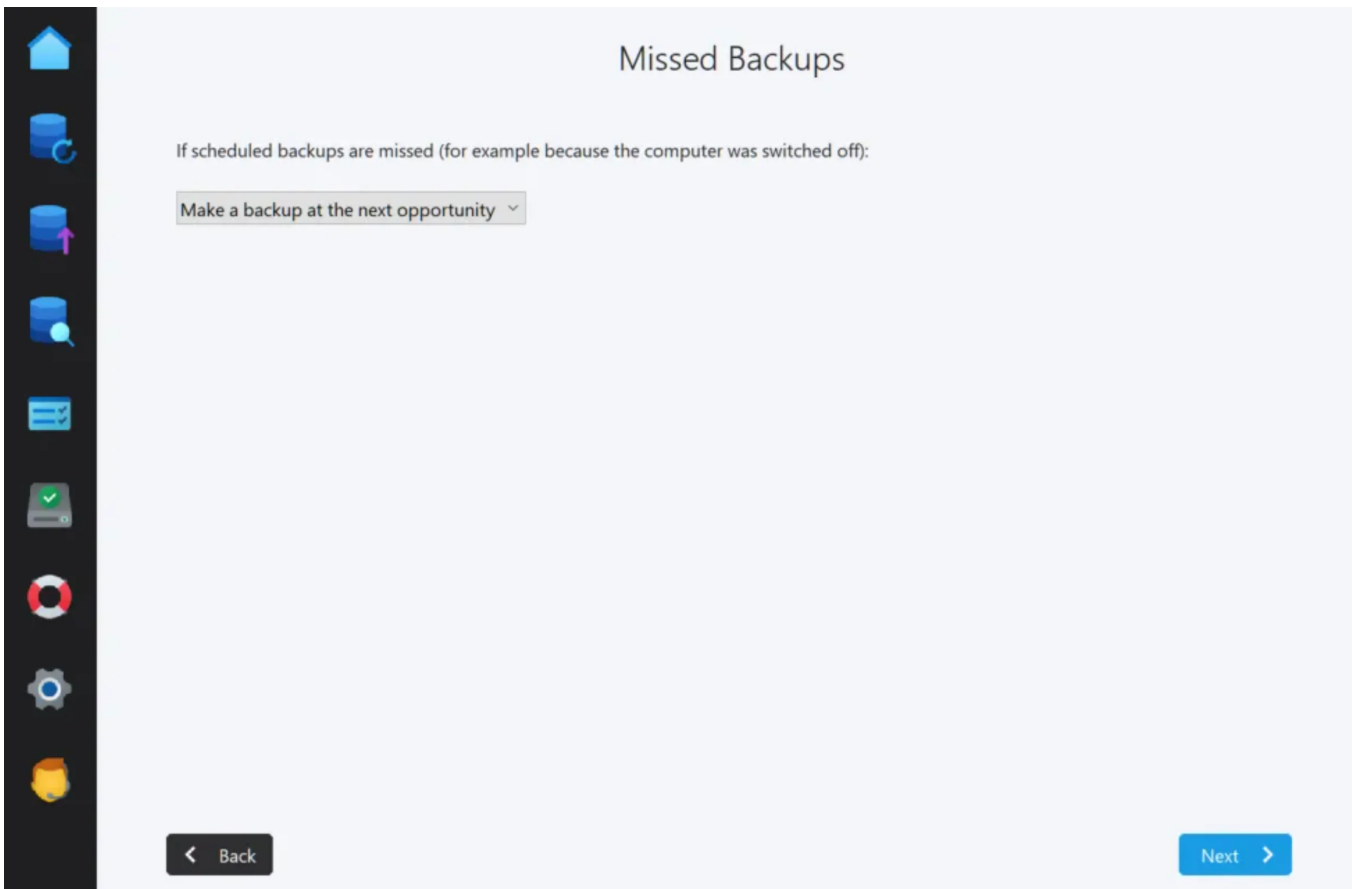 Missed Backups
If scheduled backups are missed (for example because the computer was switched off):
Make a backup at the next opportunity
Back
Next